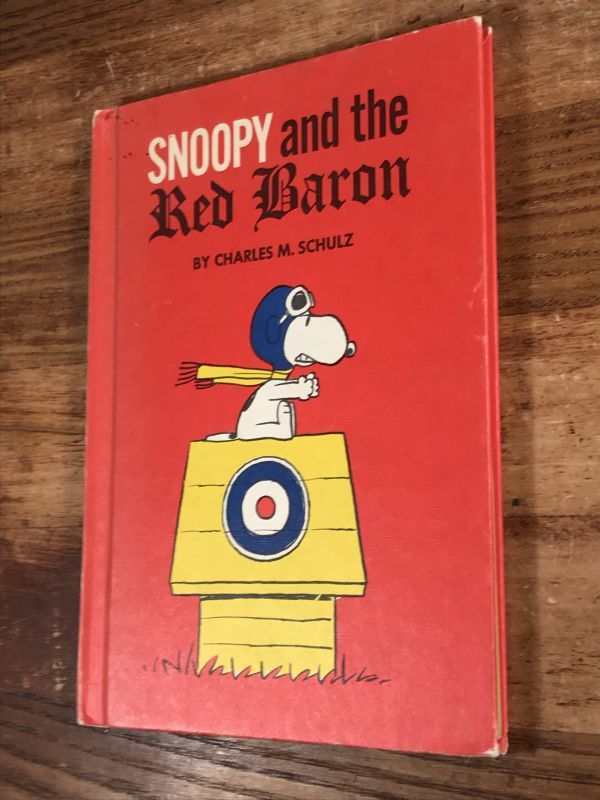 SNOOPY and the
Red Baron
BY CHARLES M. SCHULZ